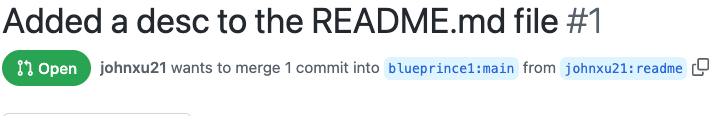 Added a desc to the README.md file #1
Open johnxu21 wants to merge 1 commit into blueprince1:main from johnxu21:readme